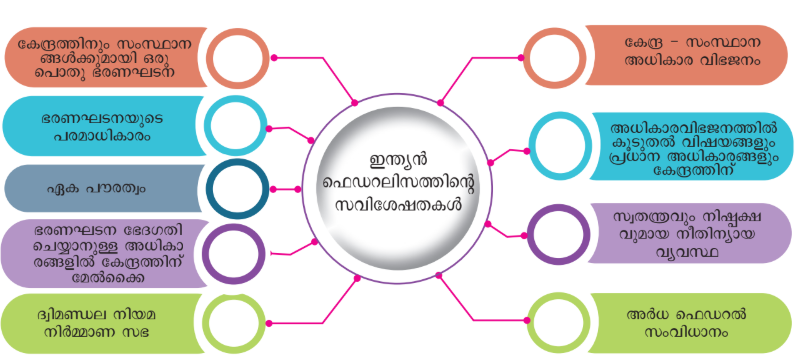 കേന്ദ്രത്തിനും സംസ്ഥാന
ങ്ങൾക്കുമായി ഒരു
പൊതു ഭരണഘടന
ഭരണഘടനയുടെ
പരമാധികാരം
ഏക പൗരത്വം
ഭരണഘടന ഭേദഗതി
ചെയ്യാനുള്ള അധികാ
രങ്ങളിൽ കേന്ദ്രത്തിന്
മേൽക്കൈ
ദ്വിമണ്ഡല നിയമ
നിർമ്മാണ സഭ
ഇന്ത്യൻ
ഫെഡറലിസത്തിന്റെ
സവിശേഷതകൾ
കേന്ദ്ര – സംസ്ഥാന
അധികാര വിഭജനം
അധികാരവിഭജനത്തിൽ
കൂടുതൽ വിഷയങ്ങളും
പ്രധാന അധികാരങ്ങളും
കേന്ദ്രത്തിന്
സ്വതന്ത്രവും നിഷ്പക്ഷ
വുമായ നീതിന്യായ
വ്യവസ്ഥ
അർധ ഫെഡറൽ
സംവിധാനം